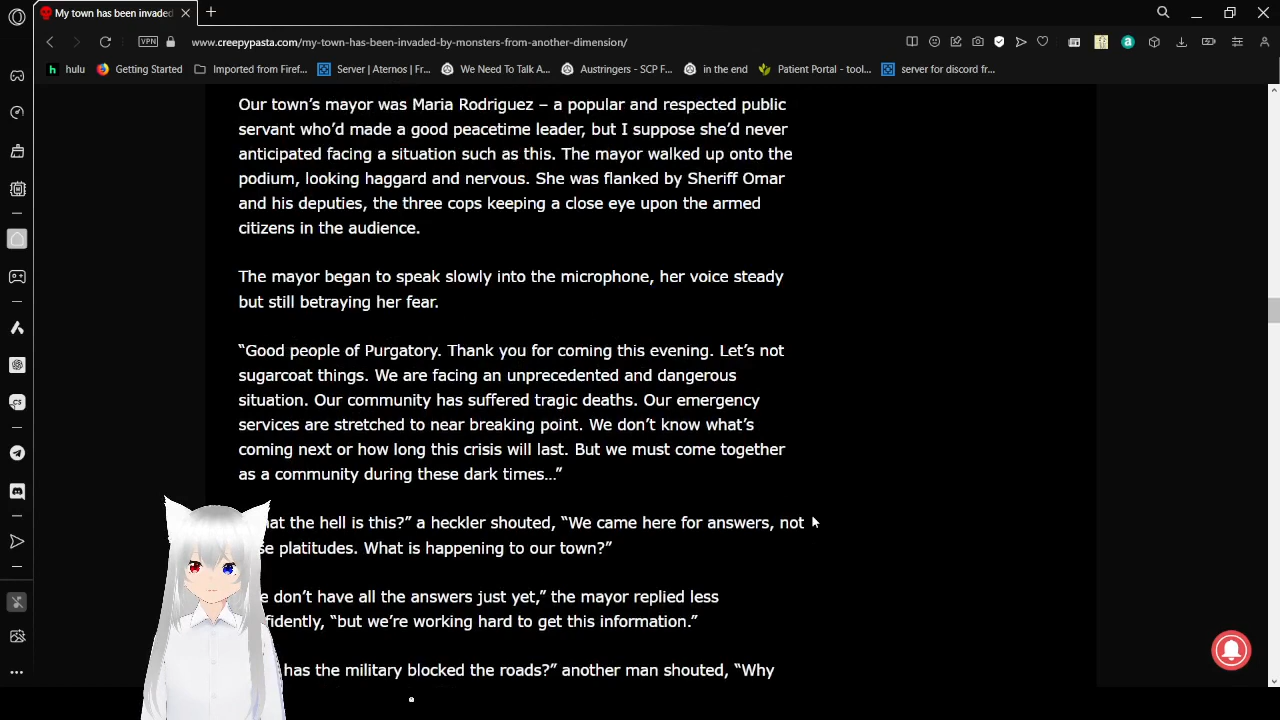 My town has been invaded
VPN
www.creepypasta.com/my-town-has-been-invaded-by-monsters-from-another-dimension/
hulu
Getting Started
Imported from Firef...
Server | Aternos | Fr...
We Need To Talk A...
Austringers - SCP F...
in the end
Patient Portal - tool...
server for discord fr...
Our town’s mayor was Maria Rodriguez – a popular and respected public
servant who’d made a good peacetime leader, but I suppose she’d never
anticipated facing a situation such as this. The mayor walked up onto the
podium, looking haggard and nervous. She was flanked by Sheriff Omar
and his deputies, the three cops keeping a close eye upon the armed
citizens in the audience.
The mayor began to speak slowly into the microphone, her voice steady
but still betraying her fear.
“Good people of Purgatory. Thank you for coming this evening. Let’s not
sugarcoat things. We are facing an unprecedented and dangerous
situation. Our community has suffered tragic deaths. Our emergency
services are stretched to near breaking point. We don’t know what’s
coming next or how long this crisis will last. But we must come together
as a community during these dark times…”
the hell is this?” a heckler shouted, “We came here for answers, not
platitudes. What is happening to our town?”
don’t have all the answers just yet,” the mayor replied less
“but we’re working hard to get this information.”
has the military blocked the roads?” another man shouted, “Why